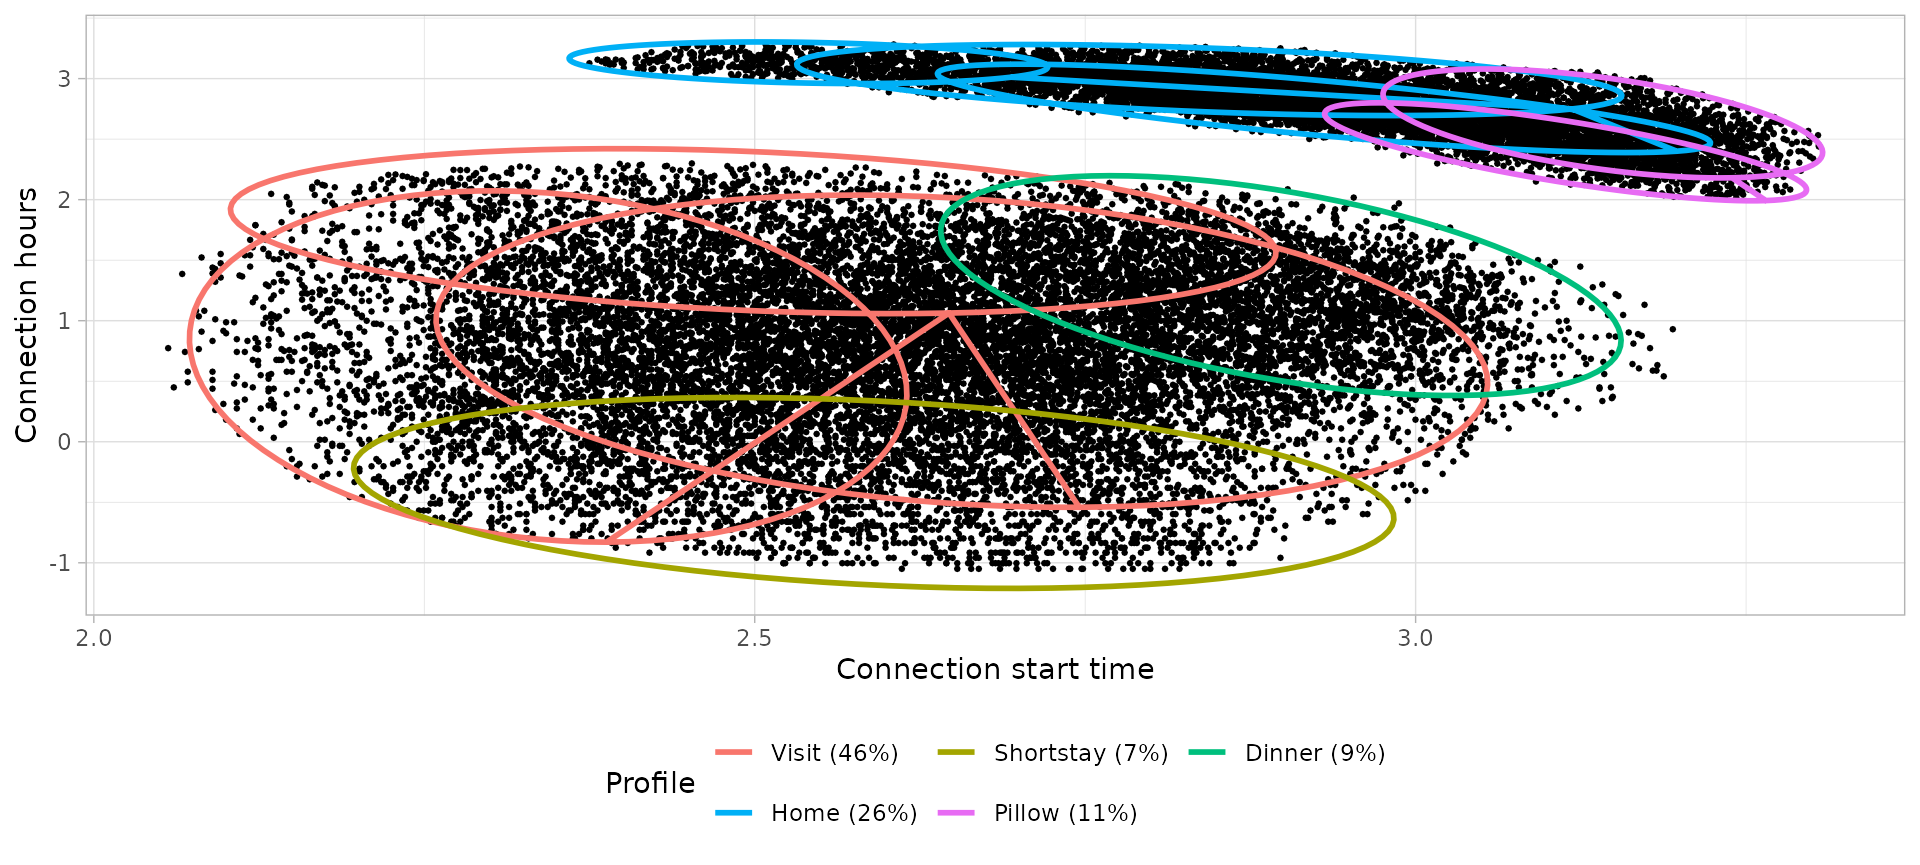 Connection hours
3
2
1
0
-1
2.0 2.5 3.0
Connection start time
Profile
Visit (46%) Shortstay (7%) Dinner (9%)
Home (26%) Pillow (11%)